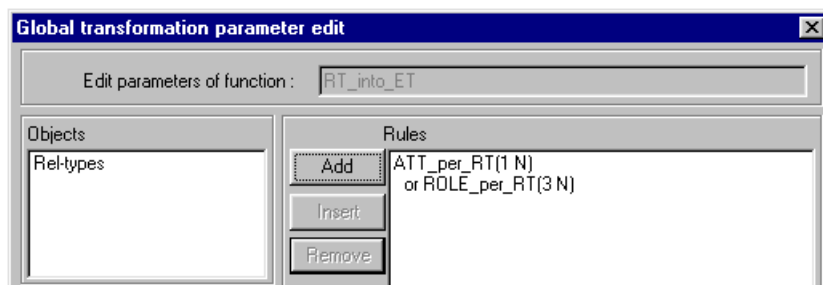 Global transformation parameter edit
Edit parameters of function : RT_into_ET
Objects
Rules
Rel-types
Add
ATT_per_RT(1 N)
or ROLE_per_RT(3 N)
Insert
Remove